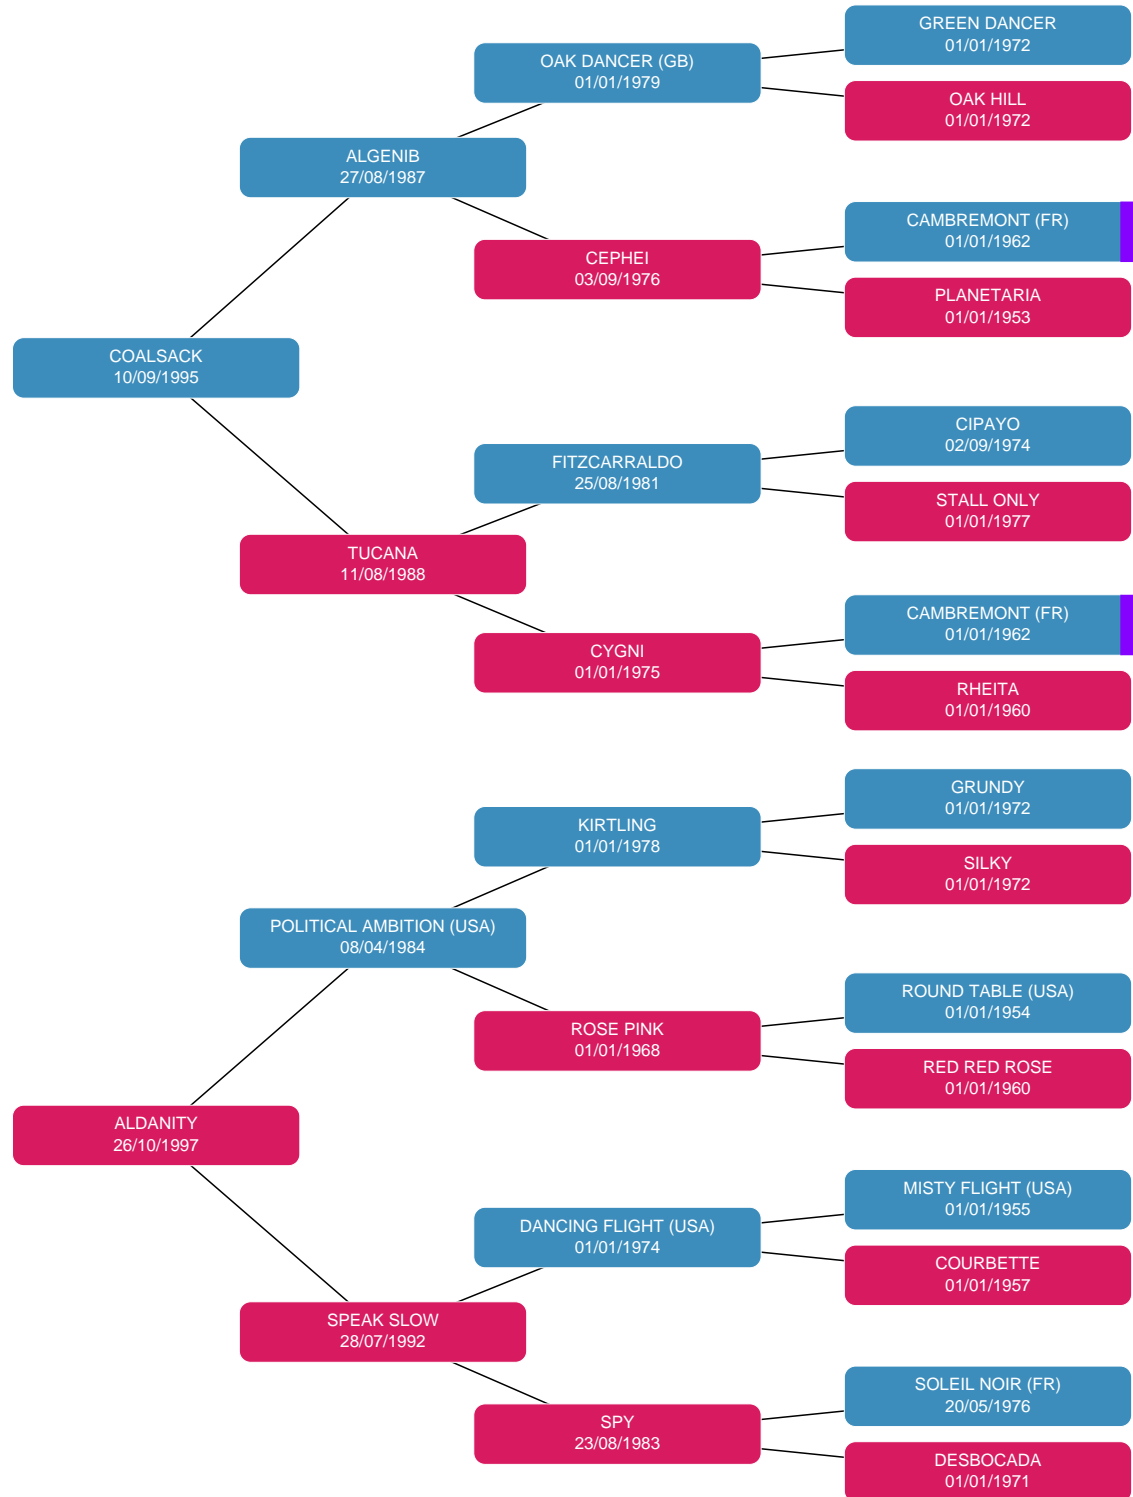 GREEN DANCER
01/01/1972
OAK DANCER (GB)
01/01/1979
OAK HILL
01/01/1972
ALGENIB
27/08/1987
CAMBREMONT (FR)
01/01/1962
CEPHEI
03/09/1976
PLANETARIA
01/01/1953
COALSACK
10/09/1995
CIPAYO
02/09/1974
FITZCARRALDO
25/08/1981
STALL ONLY
01/01/1977
TUCANA
11/08/1988
CAMBREMONT (FR)
01/01/1962
CYGNI
01/01/1975
RHEITA
01/01/1960
GRUNDY
01/01/1972
KIRTLING
01/01/1978
SILKY
01/01/1972
POLITICAL AMBITION (USA)
08/04/1984
ROUND TABLE (USA)
01/01/1954
ROSE PINK
01/01/1968
RED RED ROSE
01/01/1960
ALDANITY
26/10/1997
MISTY FLIGHT (USA)
01/01/1955
DANCING FLIGHT (USA)
01/01/1974
COURBETTE
01/01/1957
SPEAK SLOW
28/07/1992
SOLEIL NOIR (FR)
20/05/1976
SPY
23/08/1983
DESBOCADA
01/01/1971